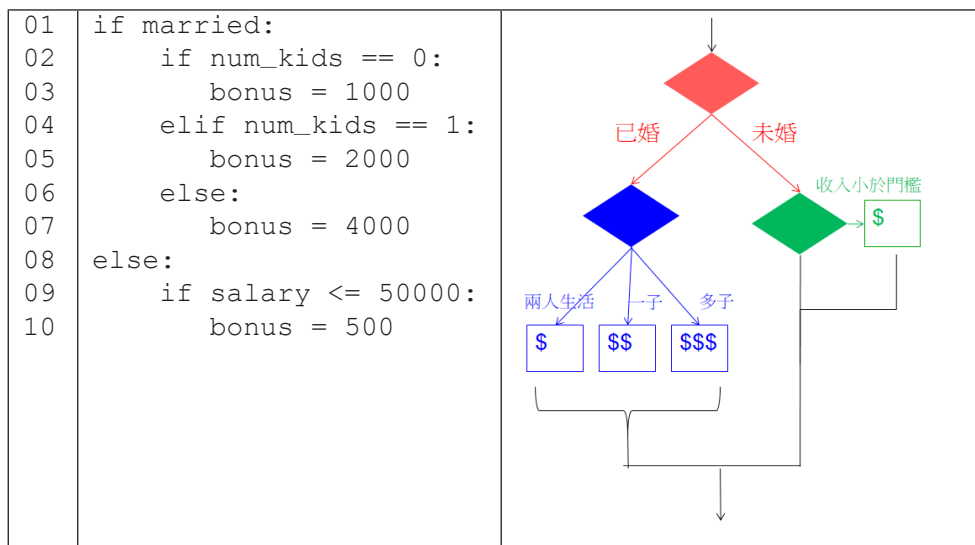 01 if married:
02 if num_kids == 0:
03 bonus = 1000
04 elif num_kids == 1:
05 bonus = 2000
06 else:
07 bonus = 4000
08 else:
09 if salary <= 50000:
10 bonus = 500
已婚 未婚
收入小於門檻
$
兩人生活 一子 多子
$ $$ $$$